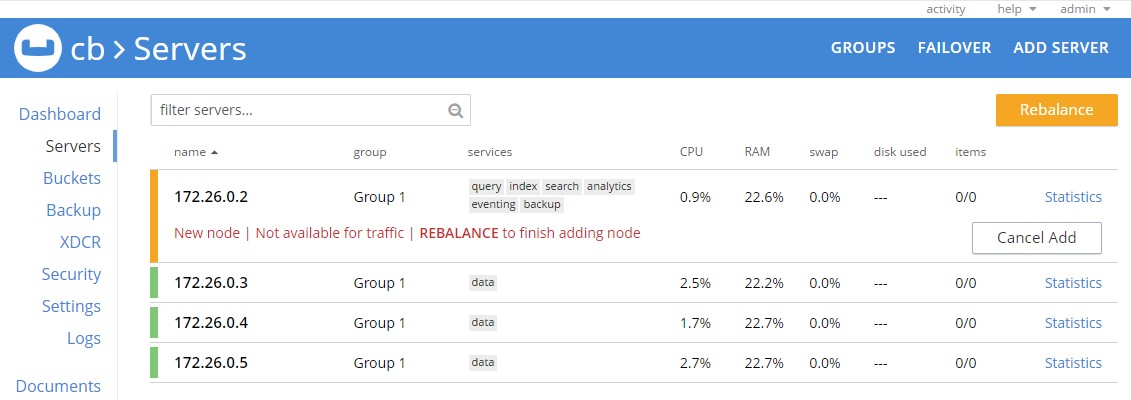 activity help admin
cb > Servers GROUPS FAILOVER ADD SERVER
Dashboard
Servers
Buckets
Backup
XDCR
Security
Settings
Logs
Documents
filter servers... Rebalance
name group services CPU RAM swap disk used items
172.26.0.2 Group 1 query index search analytics 0.9% 22.6% 0.0% --- 0/0 Statistics
eventing backup
New node | Not available for traffic | REBALANCE to finish adding node Cancel Add
172.26.0.3 Group 1 data 2.5% 22.2% 0.0% --- 0/0 Statistics
172.26.0.4 Group 1 data 1.7% 22.7% 0.0% --- 0/0 Statistics
172.26.0.5 Group 1 data 2.7% 22.7% 0.0% --- 0/0 Statistics